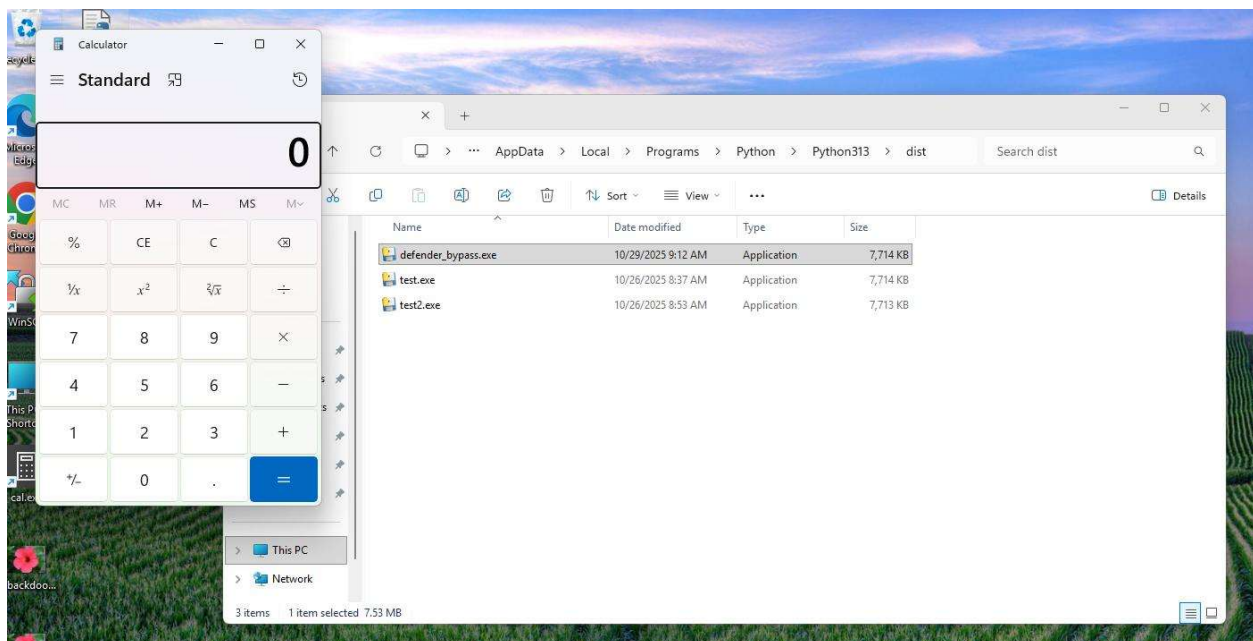 Calculator
Standard
0
MC MR M+ M− MS M
% CE C
¹/x x² ²√x ÷
7 8 9 ×
4 5 6 −
1 2 3 +
+/− 0 . =
AppData > Local > Programs > Python > Python313 > dist
Search dist
Sort View ... Details
Name Date modified Type Size
defender_bypass.exe 10/29/2025 9:12 AM Application 7,714 KB
test.exe 10/26/2025 8:37 AM Application 7,714 KB
test2.exe 10/26/2025 8:53 AM Application 7,713 KB
This PC
Network
3 items 1 item selected 7.53 MB
Edge
WinS
This P
Short
cal.e
backdoo...